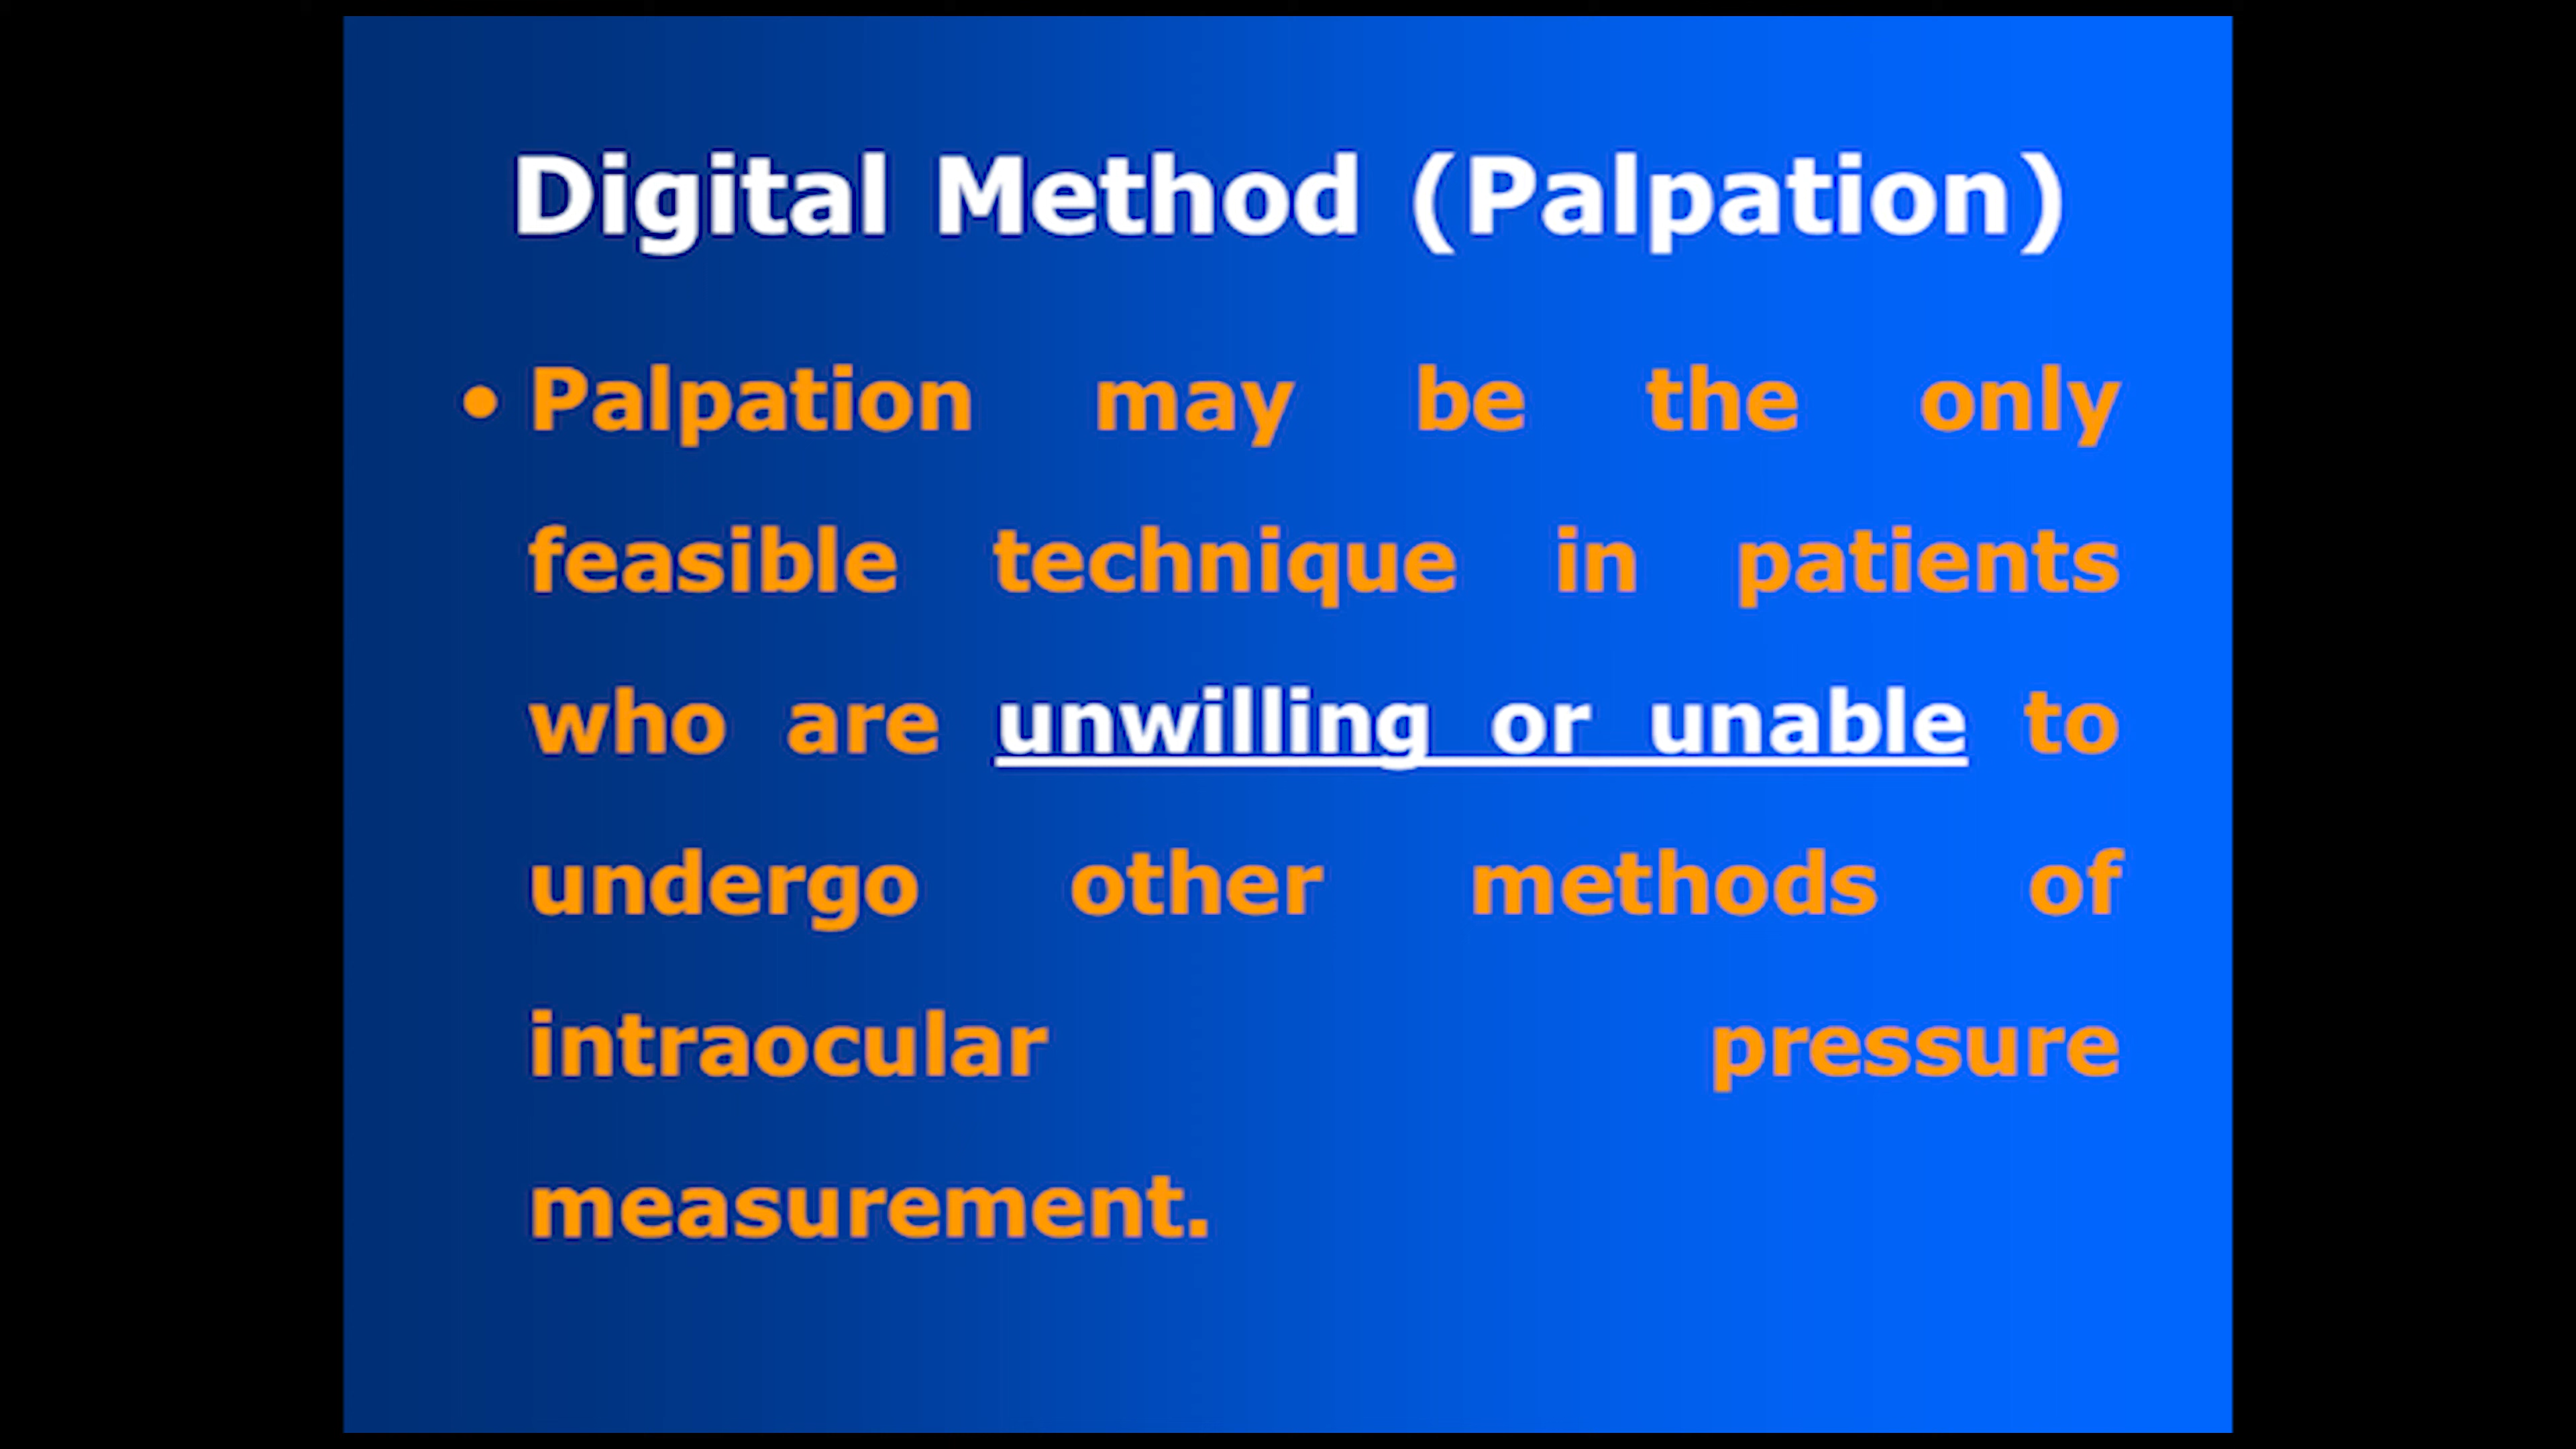 Digital Method (Palpation)
• Palpation may be the only
feasible technique in patients
who are unwilling or unable to
undergo other methods of
intraocular pressure
measurement.